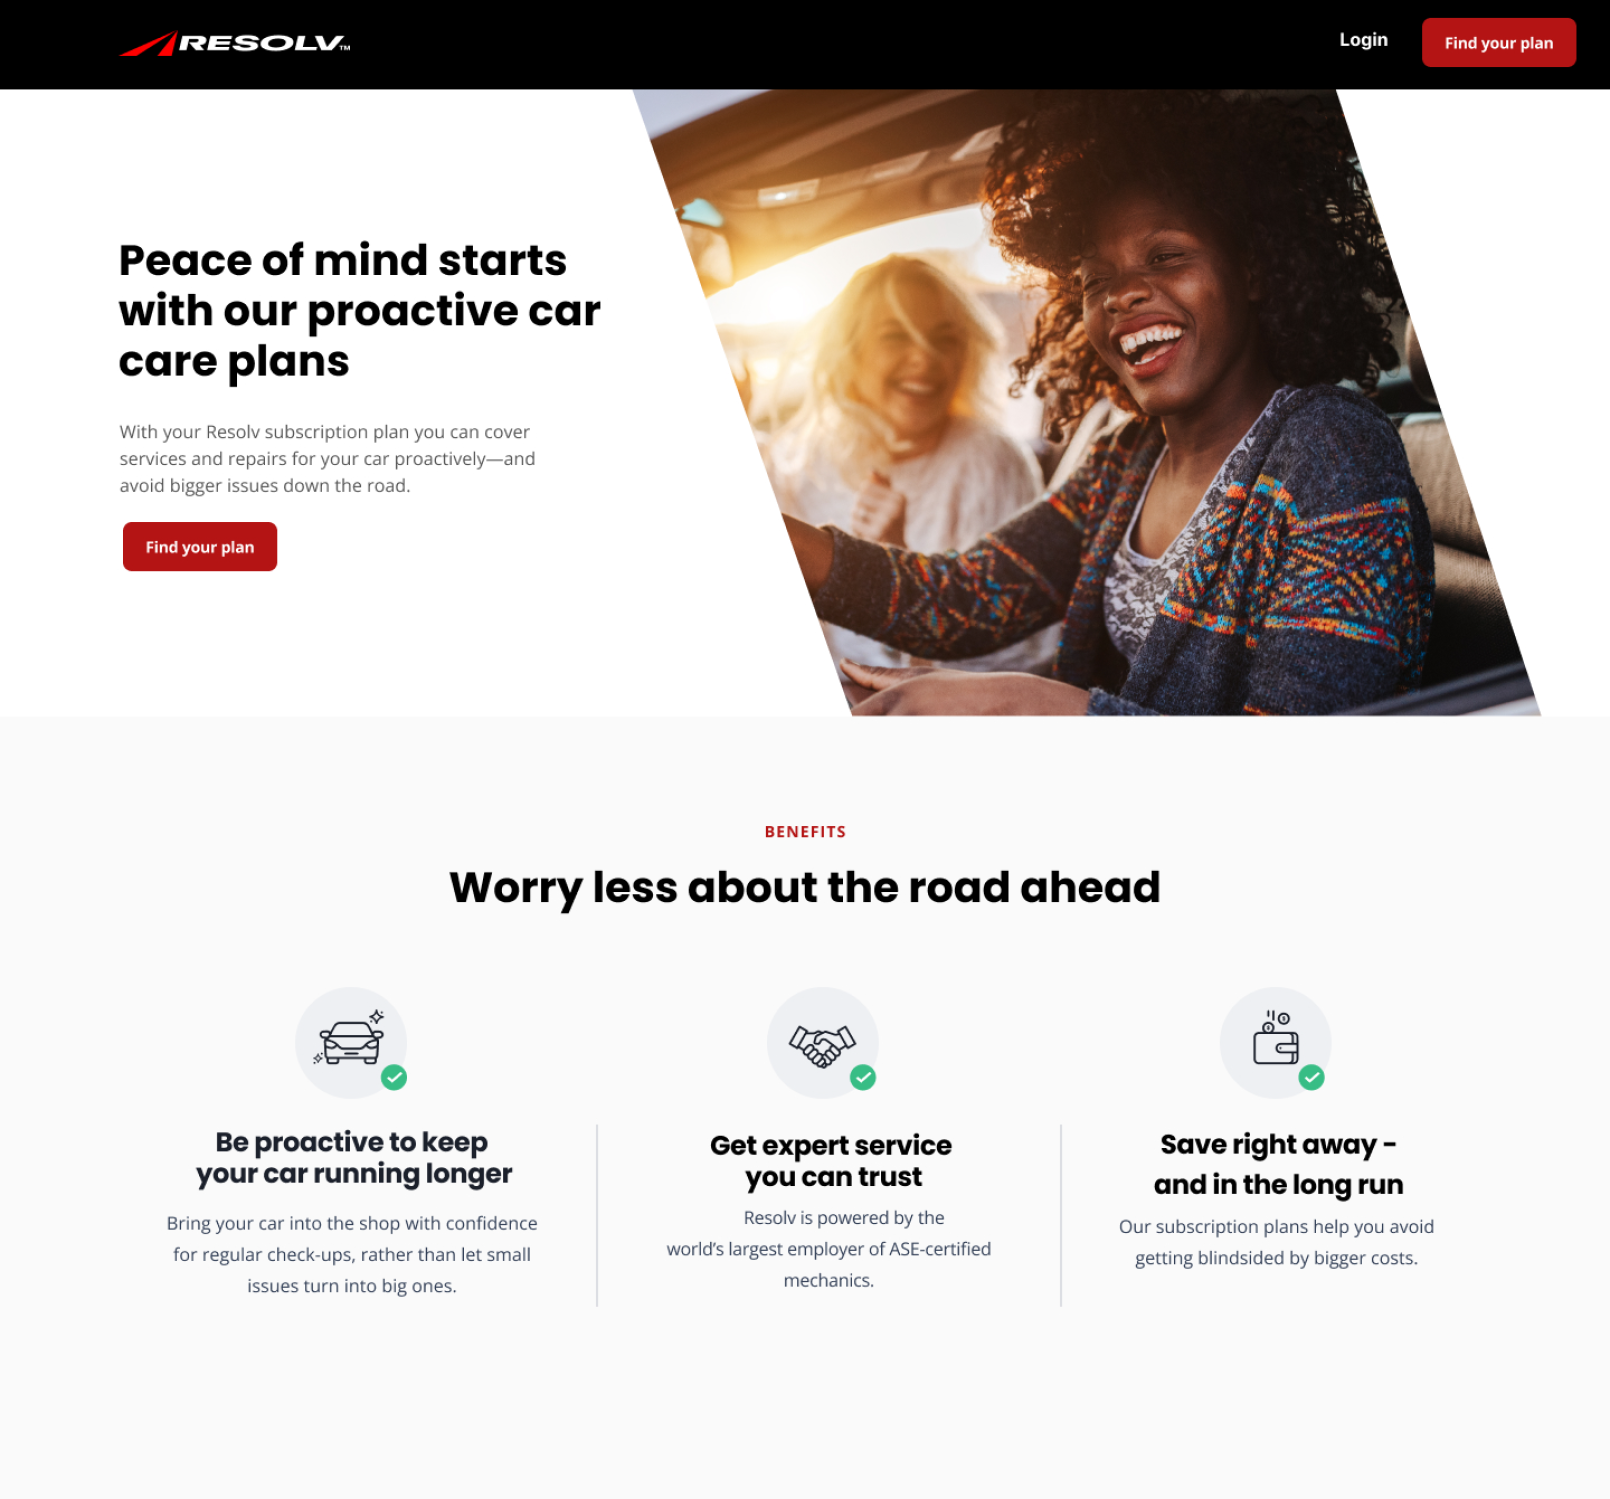 RESOLV™
Login
Find your plan
Peace of mind starts
with our proactive car
care plans
With your Resolv subscription plan you can cover
services and repairs for your car proactively—and
avoid bigger issues down the road.
Find your plan
BENEFITS
Worry less about the road ahead
Be proactive to keep
your car running longer
Bring your car into the shop with confidence
for regular check-ups, rather than let small
issues turn into big ones.
Get expert service
you can trust
Resolv is powered by the
world’s largest employer of ASE-certified
mechanics.
Save right away -
and in the long run
Our subscription plans help you avoid
getting blindsided by bigger costs.